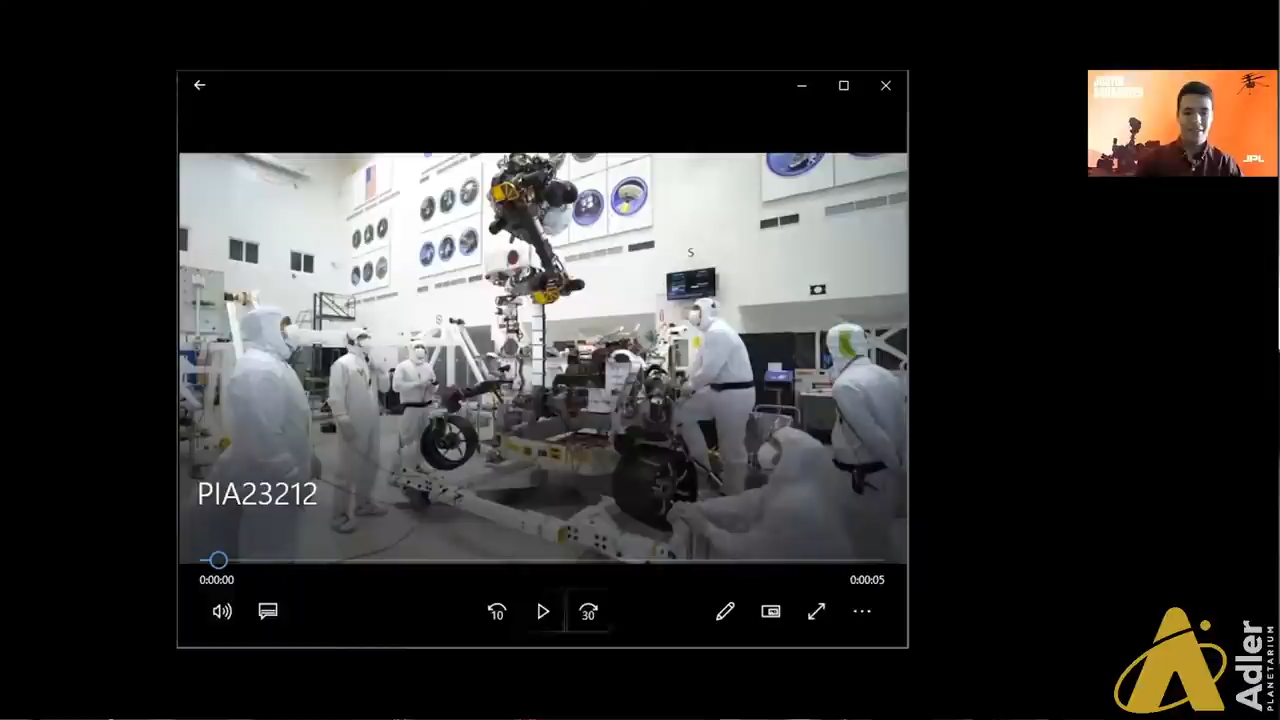 S
S
JPL
PIA23212
0:00:00
0:00:05
10
30
Adler
PLANETARIUM